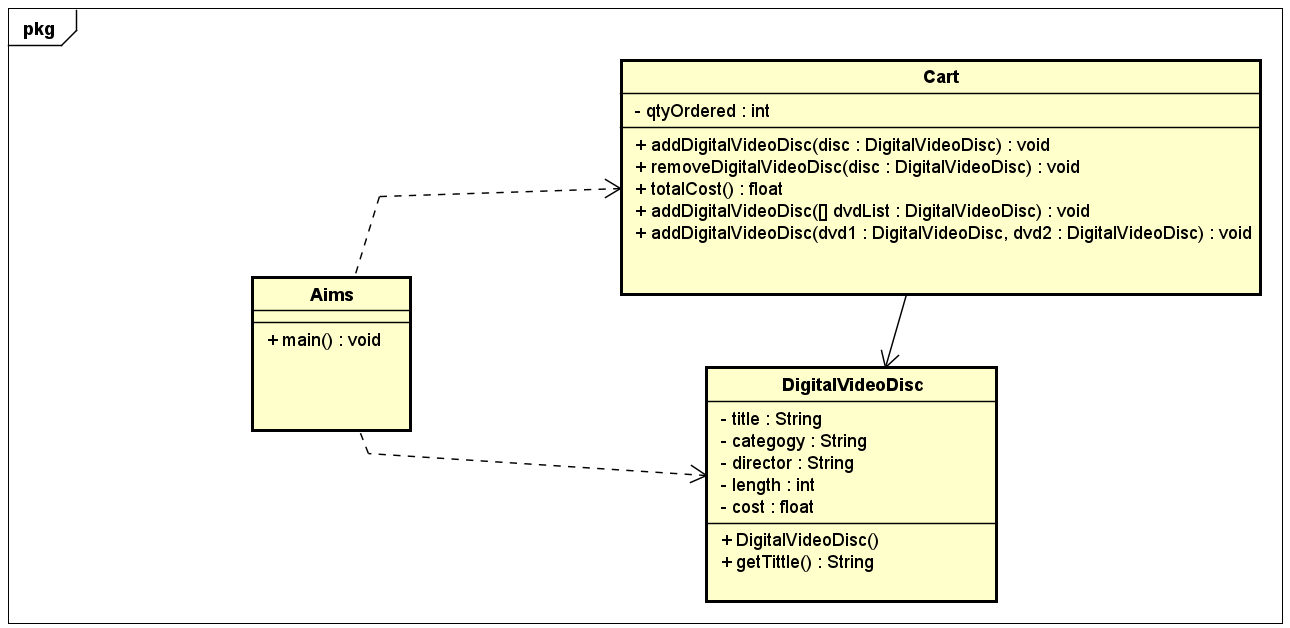 pkg
Cart
- qtyOrdered : int
+ addDigitalVideoDisc(disc : DigitalVideoDisc) : void
+ removeDigitalVideoDisc(disc : DigitalVideoDisc) : void
+ totalCost() : float
+ addDigitalVideoDisc([] dvdList : DigitalVideoDisc) : void
+ addDigitalVideoDisc(dvd1 : DigitalVideoDisc, dvd2 : DigitalVideoDisc) : void
Aims
+ main() : void
DigitalVideoDisc
- title : String
- categogy : String
- director : String
- length : int
- cost : float
+ DigitalVideoDisc()
+ getTittle() : String